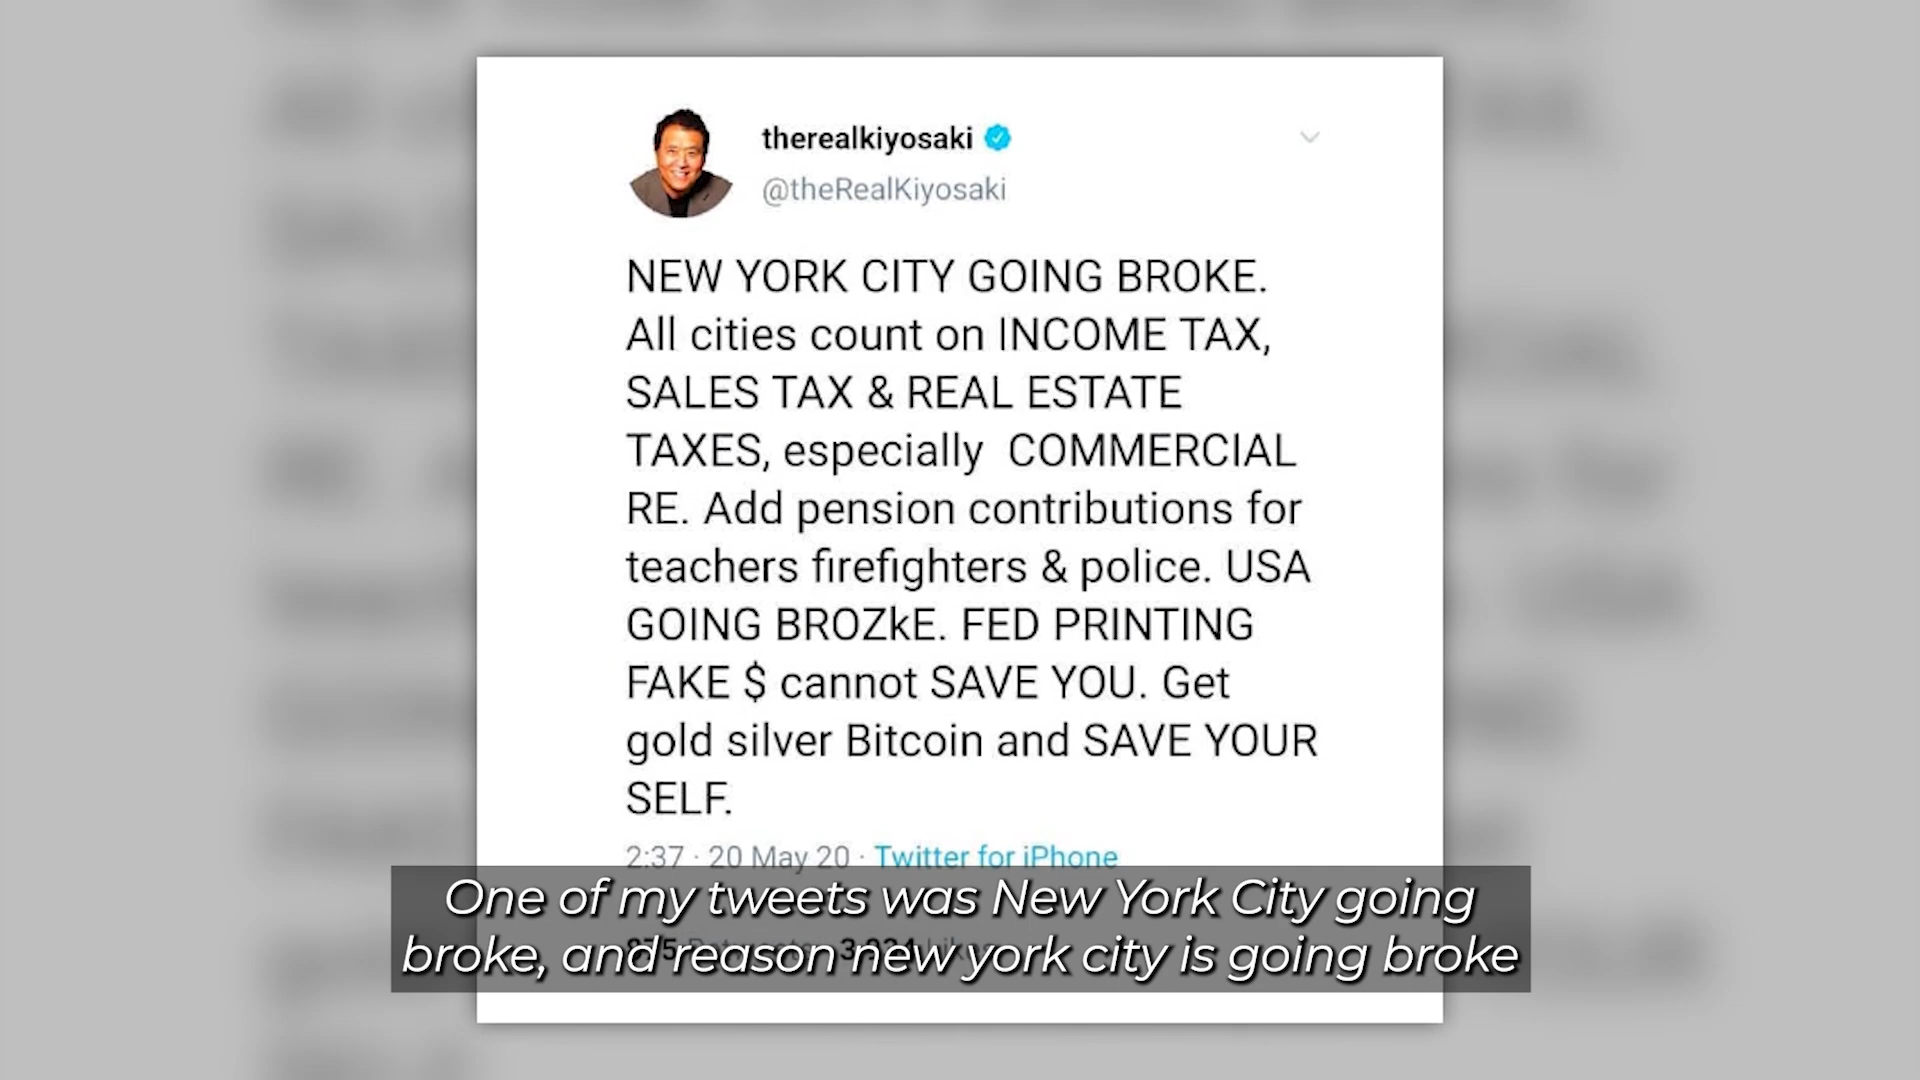 therealkiyosaki
@theRealKiyosaki
NEW YORK CITY GOING BROKE.
All cities count on INCOME TAX,
SALES TAX & REAL ESTATE
TAXES, especially  COMMERCIAL
RE. Add pension contributions for
teachers firefighters & police. USA
GOING BROZkE. FED PRINTING
FAKE $ cannot SAVE YOU. Get
gold silver Bitcoin and SAVE YOUR
SELF.
2:37 · 20 May 20 · Twitter for iPhone
One of my tweets was New York City going
broke, and reason new york city is going broke